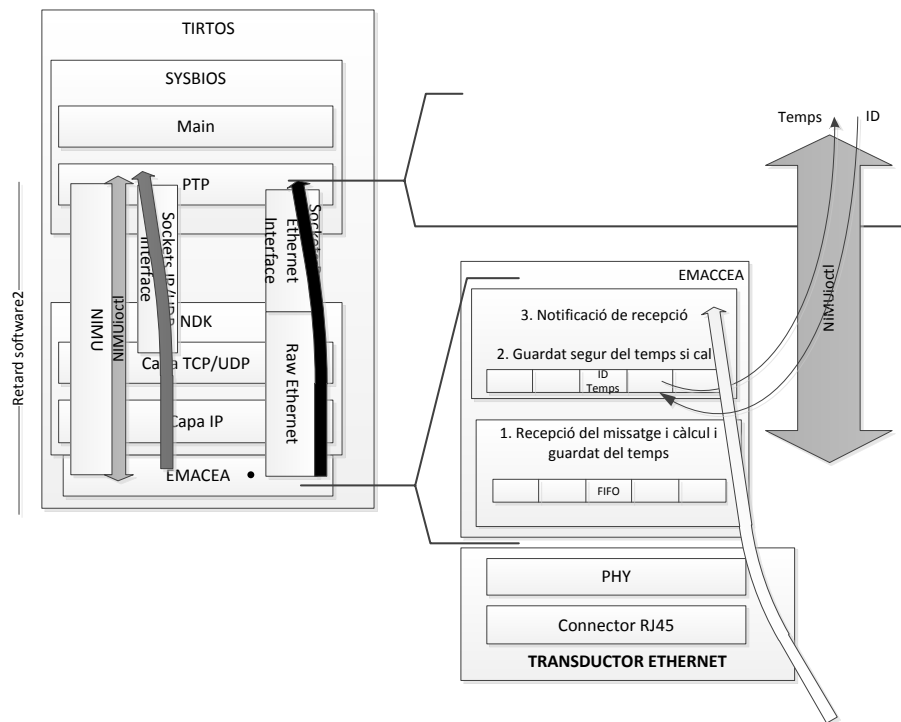 TIRTOS
SYSBIOS
Main
PTP
Retard software2
NIMU
NIMUioctl
Sockets IP/UDP
Interface
Sockets
Ethernet
Interface
NDK
Capa TCP/UDP
Raw Ethernet
Capa IP
EMACEA
Temps
ID
NIMUioctl
EMACCEA
3. Notificació de recepció
2. Guardat segur del temps si cal
ID
Temps
1. Recepció del missatge i càlcul i
guardat del temps
FIFO
PHY
Connector RJ45
TRANSDUCTOR ETHERNET